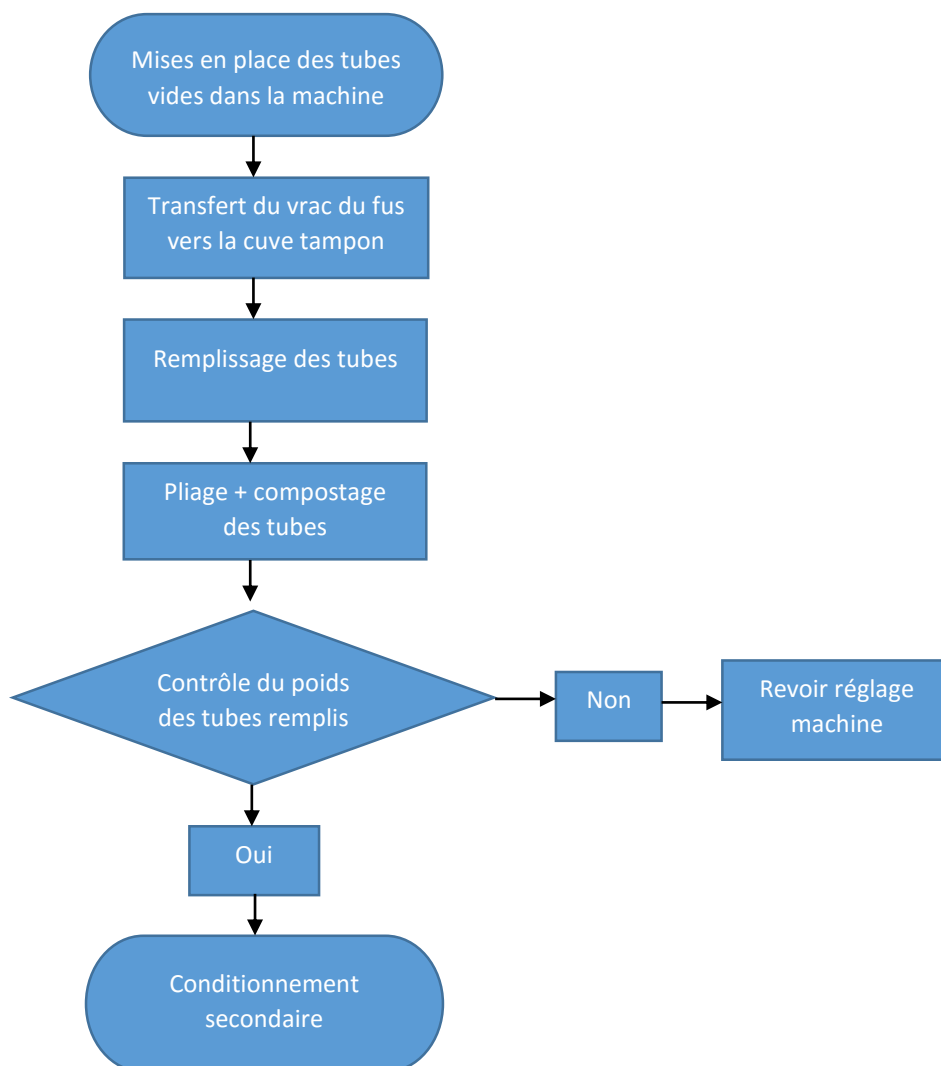 Mises en place des tubes
vides dans la machine
Transfert du vrac du fus
vers la cuve tampon
Remplissage des tubes
Pliage + compostage
des tubes
Contrôle du poids
des tubes remplis
Non
Revoir réglage
machine
Oui
Conditionnement
secondaire